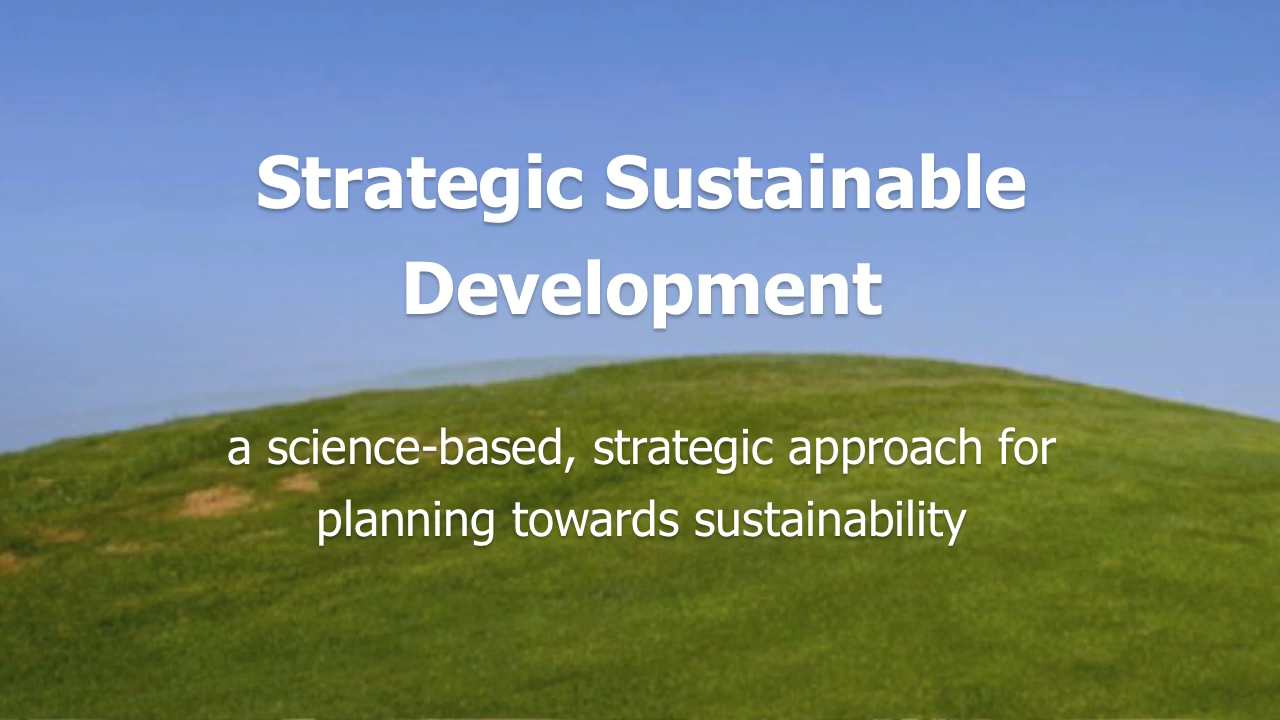 Strategic Sustainable
Development
a science-based, strategic approach for
planning towards sustainability